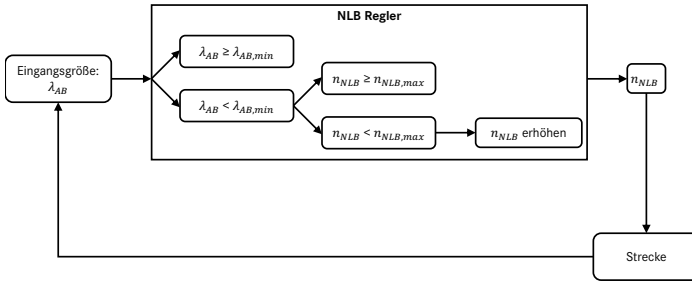 NLB Regler
Eingangsgröße:
λ_AB
λ_AB ≥ λ_AB,min
λ_AB < λ_AB,min
n_NLB ≥ n_NLB,max
n_NLB < n_NLB,max
n_NLB erhöhen
n_NLB
Strecke